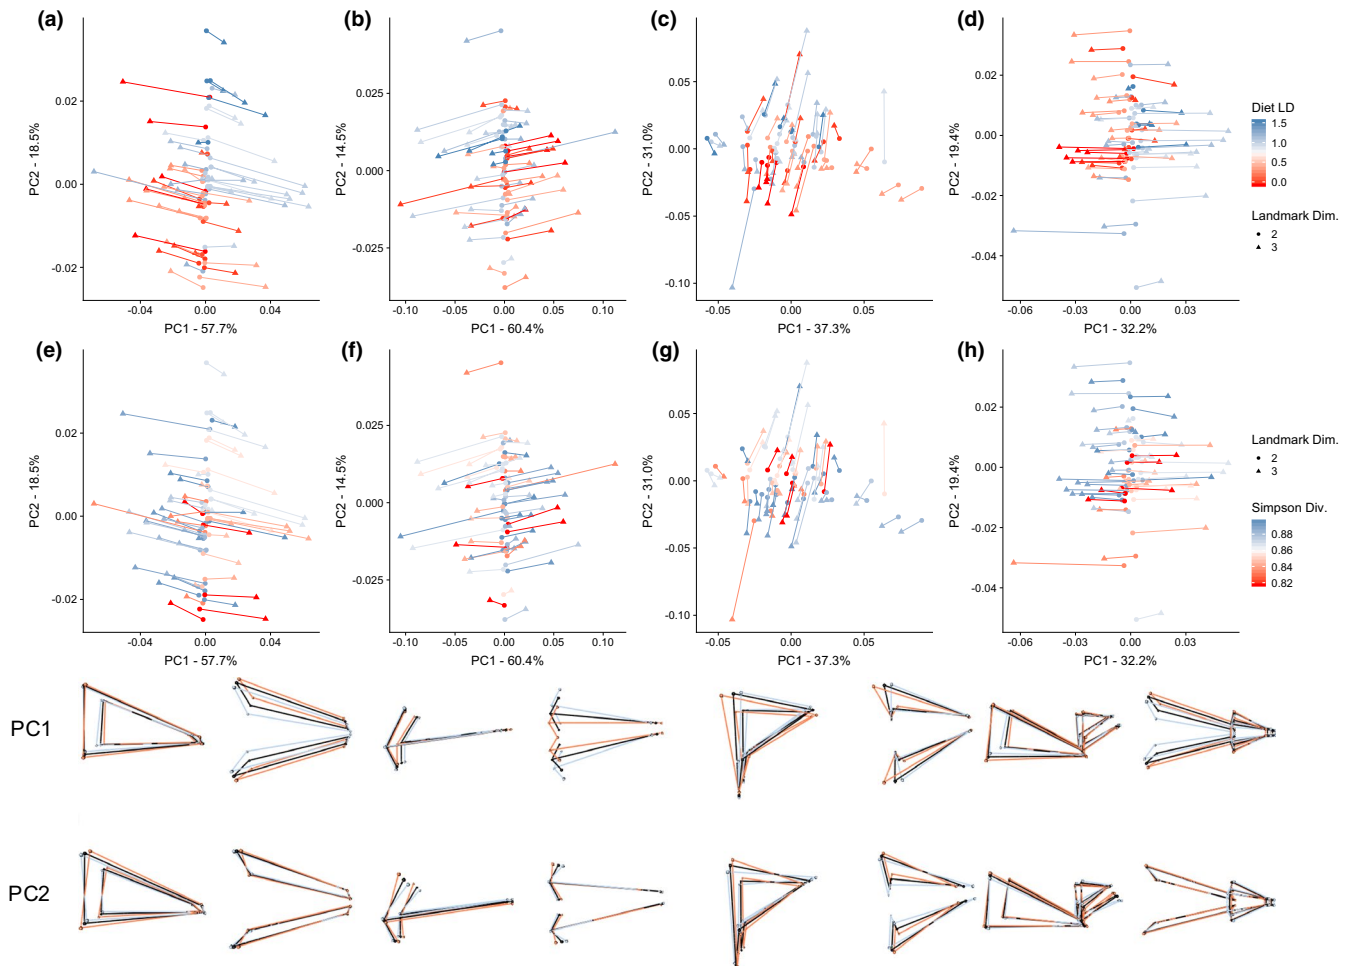 (a) (b) (c) (d)
PC2 - 18.5%
0.02
0.00
-0.02
-0.04 0.00 0.04
PC1 - 57.7%
PC2 - 14.5%
0.025
0.000
-0.025
-0.10 -0.05 0.00 0.05 0.10
PC1 - 60.4%
PC2 - 31.0%
0.05
0.00
-0.05
-0.10
-0.05 0.00 0.05
PC1 - 37.3%
PC2 - 19.4%
0.02
0.00
-0.02
-0.04
-0.06 -0.03 0.00 0.03
PC1 - 32.2%
Diet LD
1.5
1.0
0.5
0.0
Landmark Dim.
2
3
(e) (f) (g) (h)
PC2 - 18.5%
0.02
0.00
-0.02
-0.04 0.00 0.04
PC1 - 57.7%
PC2 - 14.5%
0.025
0.000
-0.025
-0.10 -0.05 0.00 0.05 0.10
PC1 - 60.4%
PC2 - 31.0%
0.05
0.00
-0.05
-0.10
-0.05 0.00 0.05
PC1 - 37.3%
PC2 - 19.4%
0.02
0.00
-0.02
-0.04
-0.06 -0.03 0.00 0.03
PC1 - 32.2%
Landmark Dim.
2
3
Simpson Div.
0.88
0.86
0.84
0.82
PC1
PC2